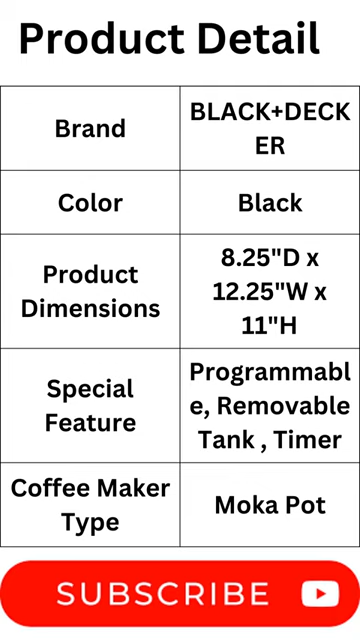 Product Detail
Brand
BLACK+DECK
ER
Color
Black
Product
Dimensions
8.25"D x
12.25"W x
11"H
Special
Feature
Programmabl
e, Removable
Tank , Timer
Coffee Maker
Type
Moka Pot
SUBSCRIBE